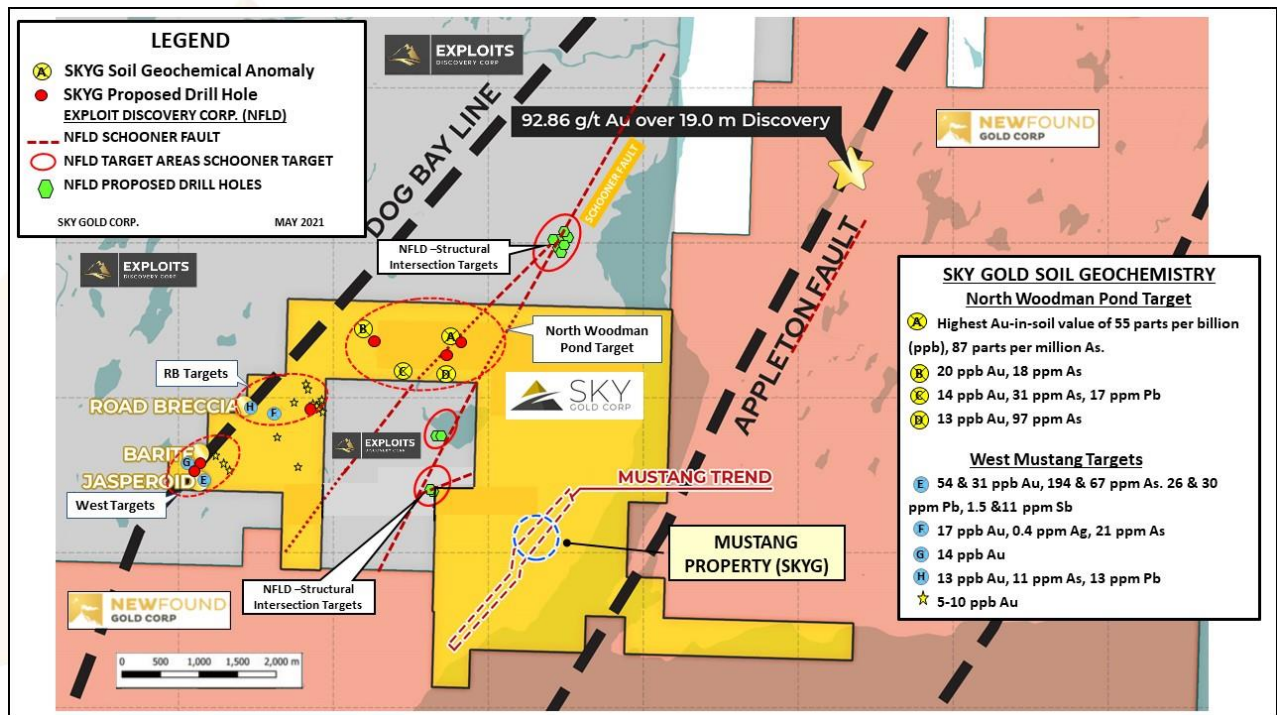 LEGEND
A SKYG Soil Geochemical Anomaly
SKYG Proposed Drill Hole
EXPLOIT DISCOVERY CORP. (NFLD)
NFLD SCHOONER FAULT
NFLD TARGET AREAS SCHOONER TARGET
NFLD PROPOSED DRILL HOLES
SKY GOLD CORP. MAY 2021
EXPLOITS
DISCOVERY CORP
DOG BAY LINE
92.86 g/t Au over 19.0 m Discovery
NEWFOUND
GOLD CORP
SCHOONER FAULT
NFLD –Structural
Intersection Targets
EXPLOITS
DISCOVERY CORP
APPLETON FAULT
B
A
C
D
North Woodman
Pond Target
RB Targets
ROAD BRECCIA
H
F
SKY
GOLD CORP
EXPLOITS
DISCOVERY CORP
BARITE
G
JASPEROID
E
West Targets
MUSTANG TREND
MUSTANG
PROPERTY (SKYG)
NFLD –Structural
Intersection Targets
NEWFOUND
GOLD CORP
0 500 1,000 1,500 2,000 m
SKY GOLD SOIL GEOCHEMISTRY
North Woodman Pond Target
A Highest Au-in-soil value of 55 parts per billion
(ppb), 87 parts per million As.
B 20 ppb Au, 18 ppm As
C 14 ppb Au, 31 ppm As, 17 ppm Pb
D 13 ppb Au, 97 ppm As
West Mustang Targets
E 54 & 31 ppb Au, 194 & 67 ppm As. 26 & 30
ppm Pb, 1.5 &11 ppm Sb
F 17 ppb Au, 0.4 ppm Ag, 21 ppm As
G 14 ppb Au
H 13 ppb Au, 11 ppm As, 13 ppm Pb
5-10 ppb Au